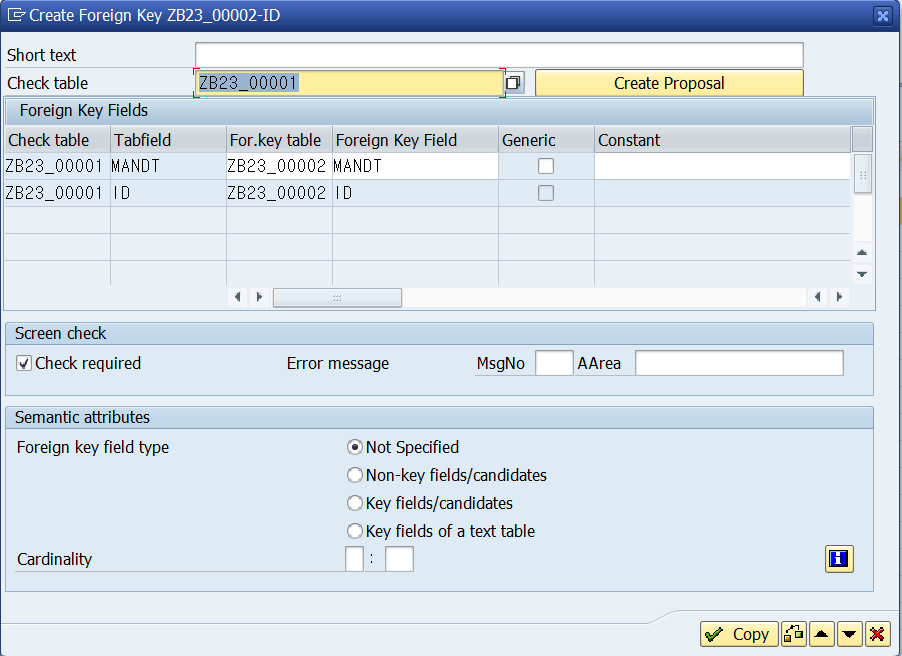 Create Foreign Key ZB23_00002-ID
Short text
Check table ZB23_00001 Create Proposal
Foreign Key Fields
Check table Tabfield For.key table Foreign Key Field Generic Constant
ZB23_00001 MANDT ZB23_00002 MANDT
ZB23_00001 ID ZB23_00002 ID
Screen check
Check required Error message MsgNo AArea
Semantic attributes
Foreign key field type Not Specified
Non-key fields/candidates
Key fields/candidates
Key fields of a text table
Cardinality :
Copy